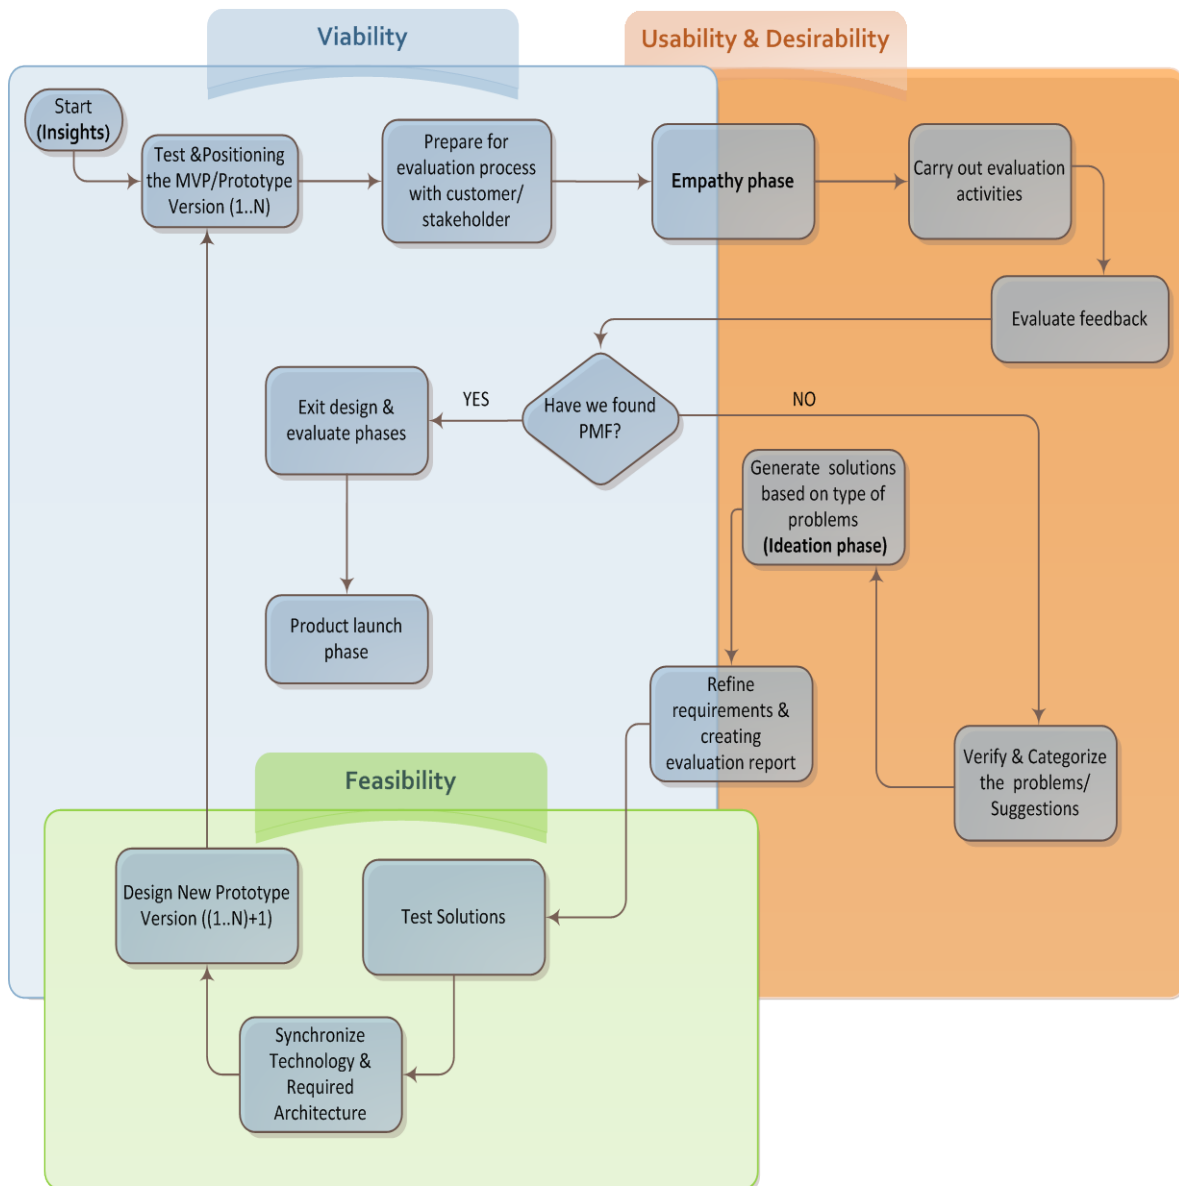 Viability
Usability & Desirability
Start
(Insights)
Test &Positioning
the MVP/Prototype
Version (1..N)
Prepare for
evaluation process
with customer/
stakeholder
Empathy phase
Carry out evaluation
activities
Evaluate feedback
Have we found
PMF?
YES
NO
Exit design &
evaluate phases
Generate solutions
based on type of
problems
(Ideation phase)
Product launch
phase
Refine
requirements &
creating
evaluation report
Verify & Categorize
the problems/
Suggestions
Feasibility
Design New Prototype
Version ((1..N)+1)
Test Solutions
Synchronize
Technology &
Required
Architecture